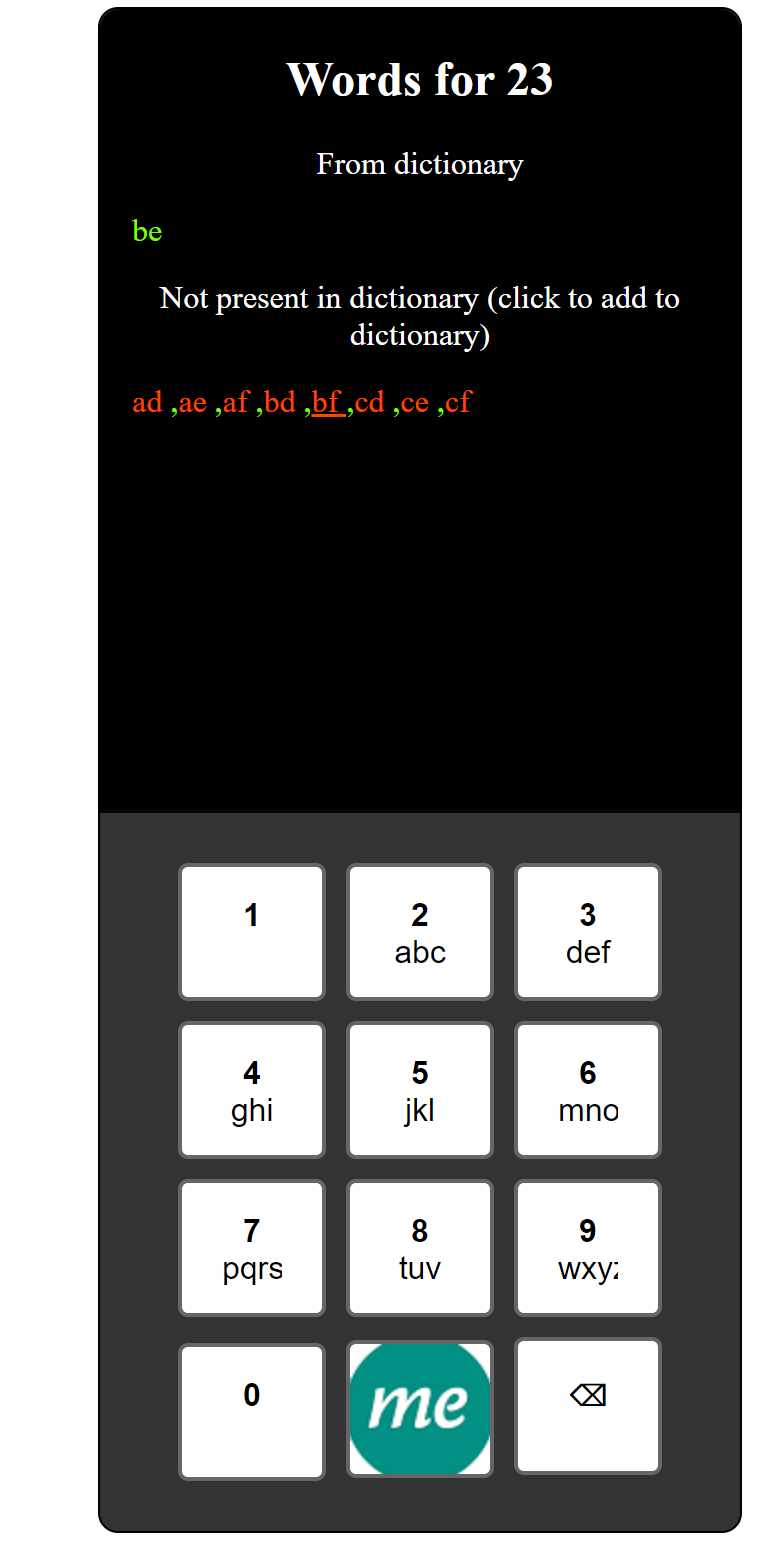 Words for 23
From dictionary
be
Not present in dictionary (click to add to
dictionary)
ad ,ae ,af ,bd ,bf ,cd ,ce ,cf
1
2
3
abc
def
4
5
6
ghi
jkl
mno
7
8
9
pqrs
tuv
wxyz
0
me
⌫